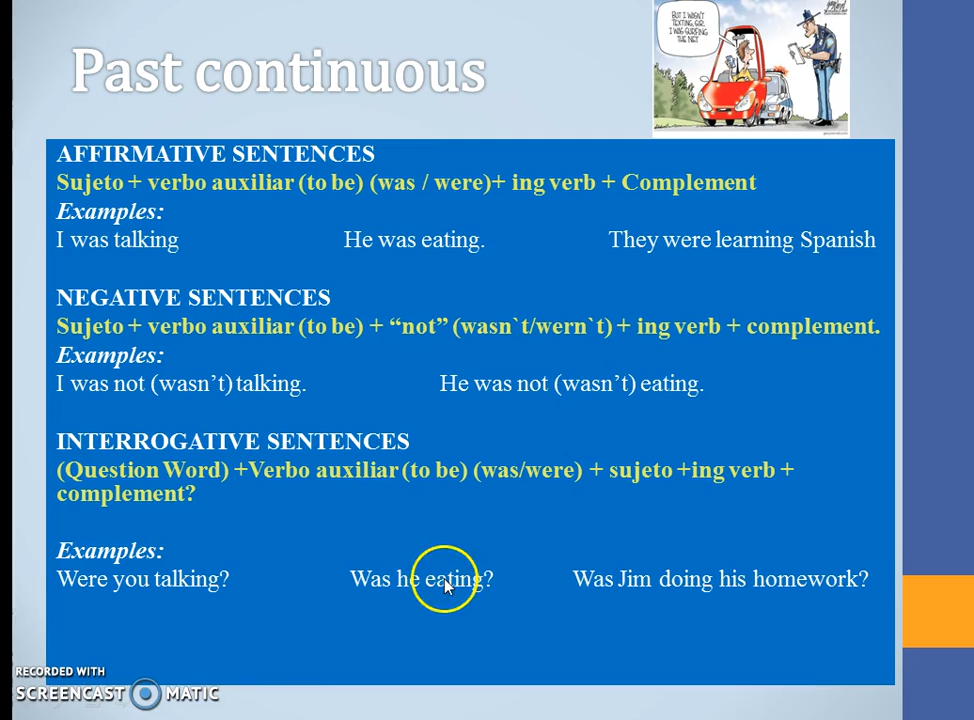 Past continuous
BUT I WASN'T
TEXTING, SIR.
I WAS SURFING
THE NET
AFFIRMATIVE SENTENCES
Sujeto + verbo auxiliar (to be) (was / were)+ ing verb + Complement
Examples:
I was talking He was eating. They were learning Spanish
NEGATIVE SENTENCES
Sujeto + verbo auxiliar (to be) + “not” (wasn`t/wern`t) + ing verb + complement.
Examples:
I was not (wasn’t) talking. He was not (wasn’t) eating.
INTERROGATIVE SENTENCES
(Question Word) +Verbo auxiliar (to be) (was/were) + sujeto +ing verb +
complement?
Examples:
Were you talking? Was he eating? Was Jim doing his homework?
RECORDED WITH
SCREENCAST MATIC